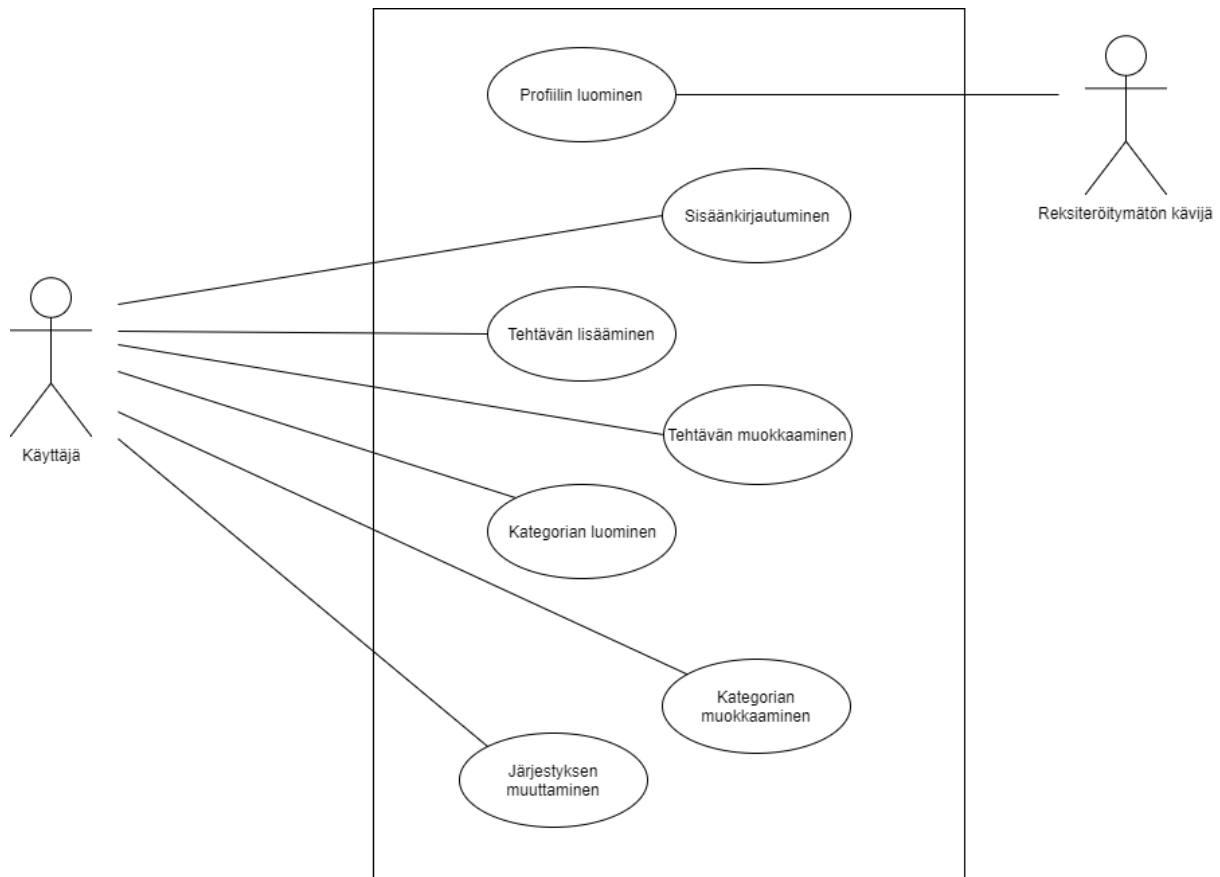 Profiilin luominen
Sisäänkirjautuminen
Reksiteröitymätön kävijä
Tehtävän lisääminen
Tehtävän muokkaaminen
Käyttäjä
Kategorian luominen
Kategorian
muokkaaminen
Järjestyksen
muuttaminen